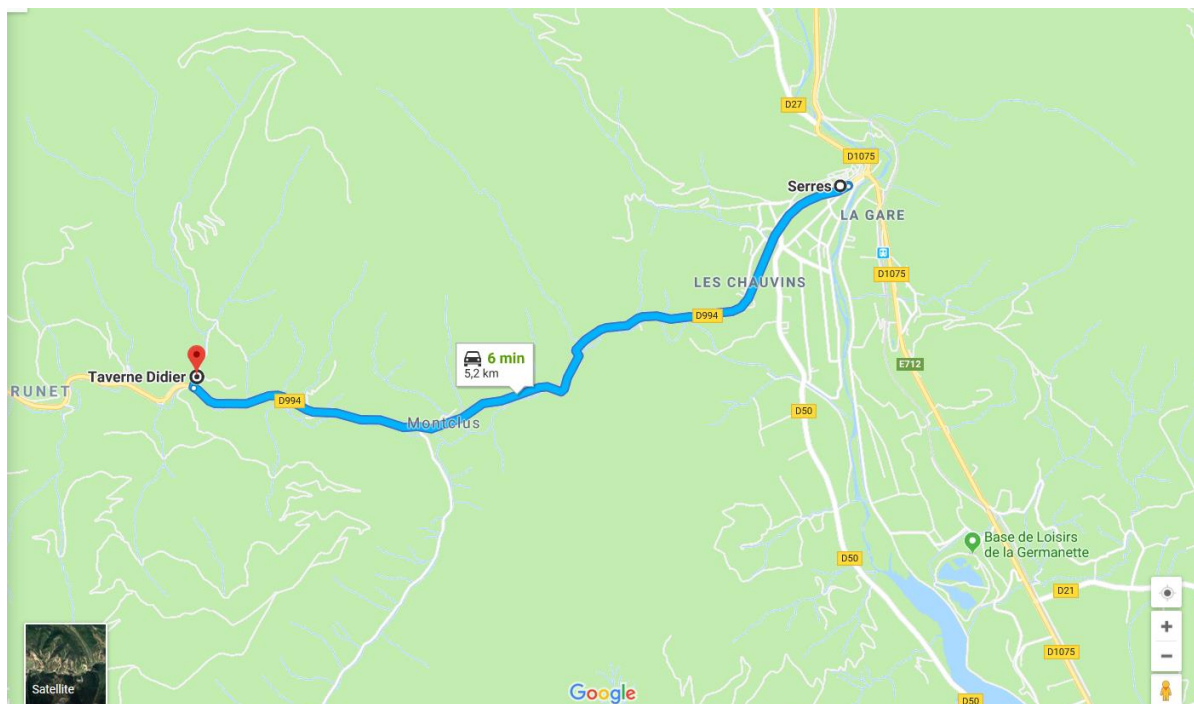 D27
D1075
Serres
LA GARE
D1075
LES CHAUVINS
D994
6 min
5,2 km
E712
Taverne Didier
RUNET
D994
D50
Montclus
Base de Loisirs
de la Germanette
D50
D21
D1075
Satellite
Google
D50